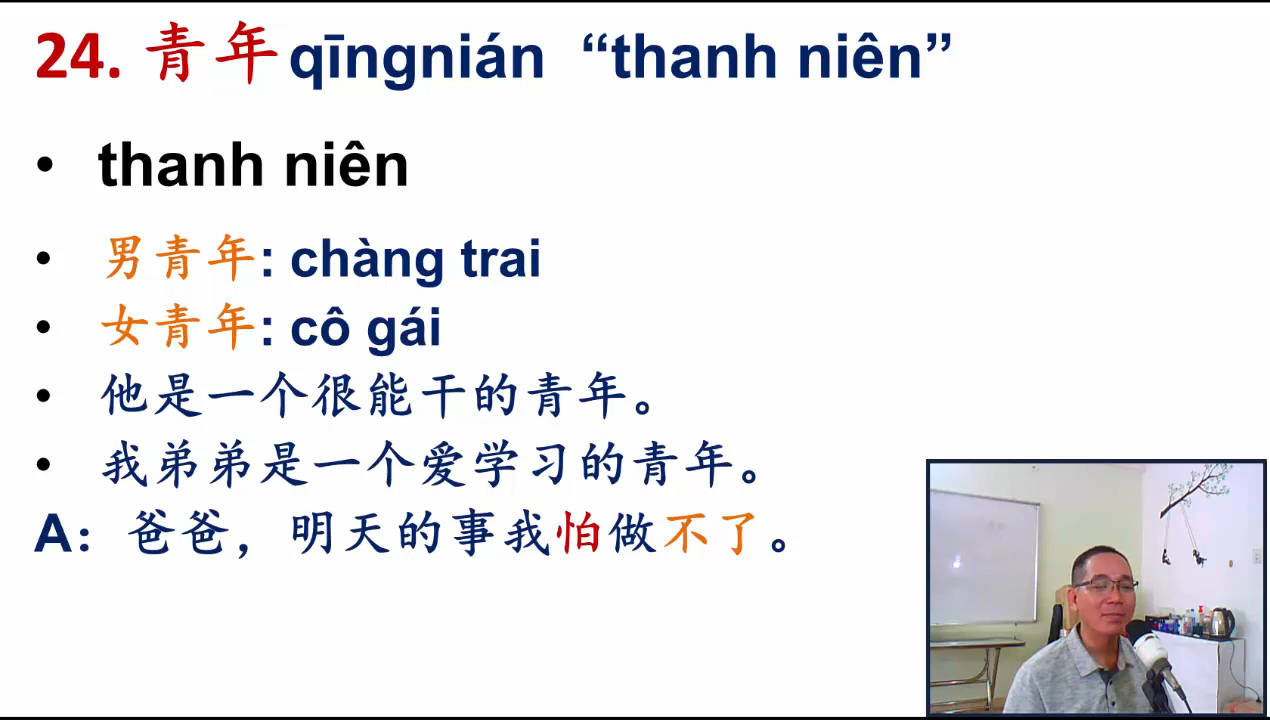 24. 青年 qīngnián “thanh niên”
• thanh niên
• 男青年: chàng trai
• 女青年: cô gái
• 他是一个很能干的青年。
• 我弟弟是一个爱学习的青年。
A：爸爸，明天的事我怕做不了。